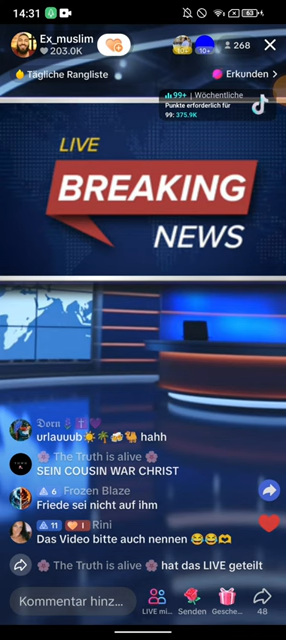 14:31
63
Ex_muslim
203.0K
10+
268
Tägliche Rangliste
Erkunden >
99+ | Wöchentliche
Punkte erforderlich für
99: 375.9K
LIVE
BREAKING
NEWS
Dorn
urlauuub☀️🌴🍻🐫 hahh
🌸 The Truth is alive 🌸
SEIN COUSIN WAR CHRIST
6 Frozen Blaze
Friede sei nicht auf ihm
11 I Rini
Das Video bitte auch nennen 😂😂🫶
🌸 The Truth is alive 🌸 hat das LIVE geteilt
Kommentar hinz...
LIVE mi...
Senden
Gesche...
48